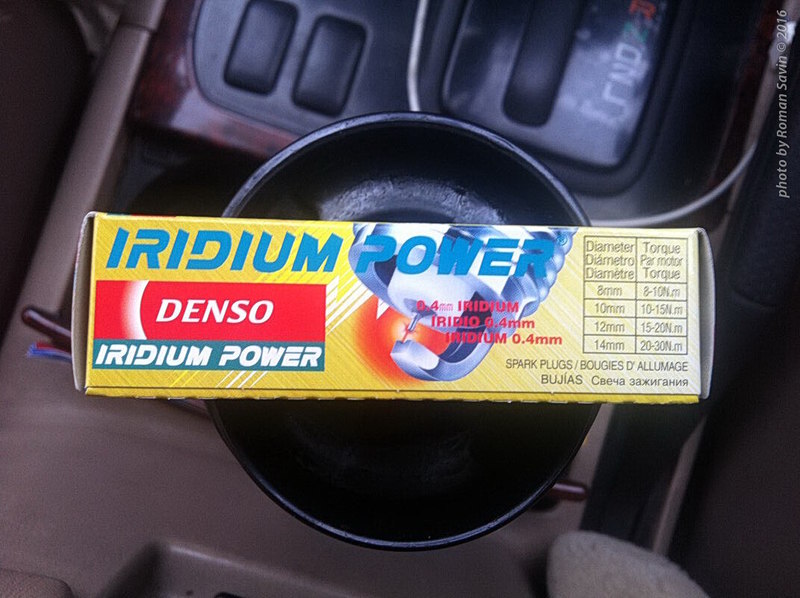 IRIDIUM POWER®
DENSO
IRIDIUM POWER
0,4mm IRIDIUM
IRIDIO 0.4mm
IRIDIUM 0.4mm
Diameter Torque
Diámetro Par motor
Diamètre Torque
8mm 8-10N.m
10mm 10-15N.m
12mm 15-20N.m
14mm 20-30N.m
SPARK PLUGS / BOUGIES D' ALLUMAGE
BUJÍAS Свеча зажигания
R
N
D
photo by Roman Savin © 2016